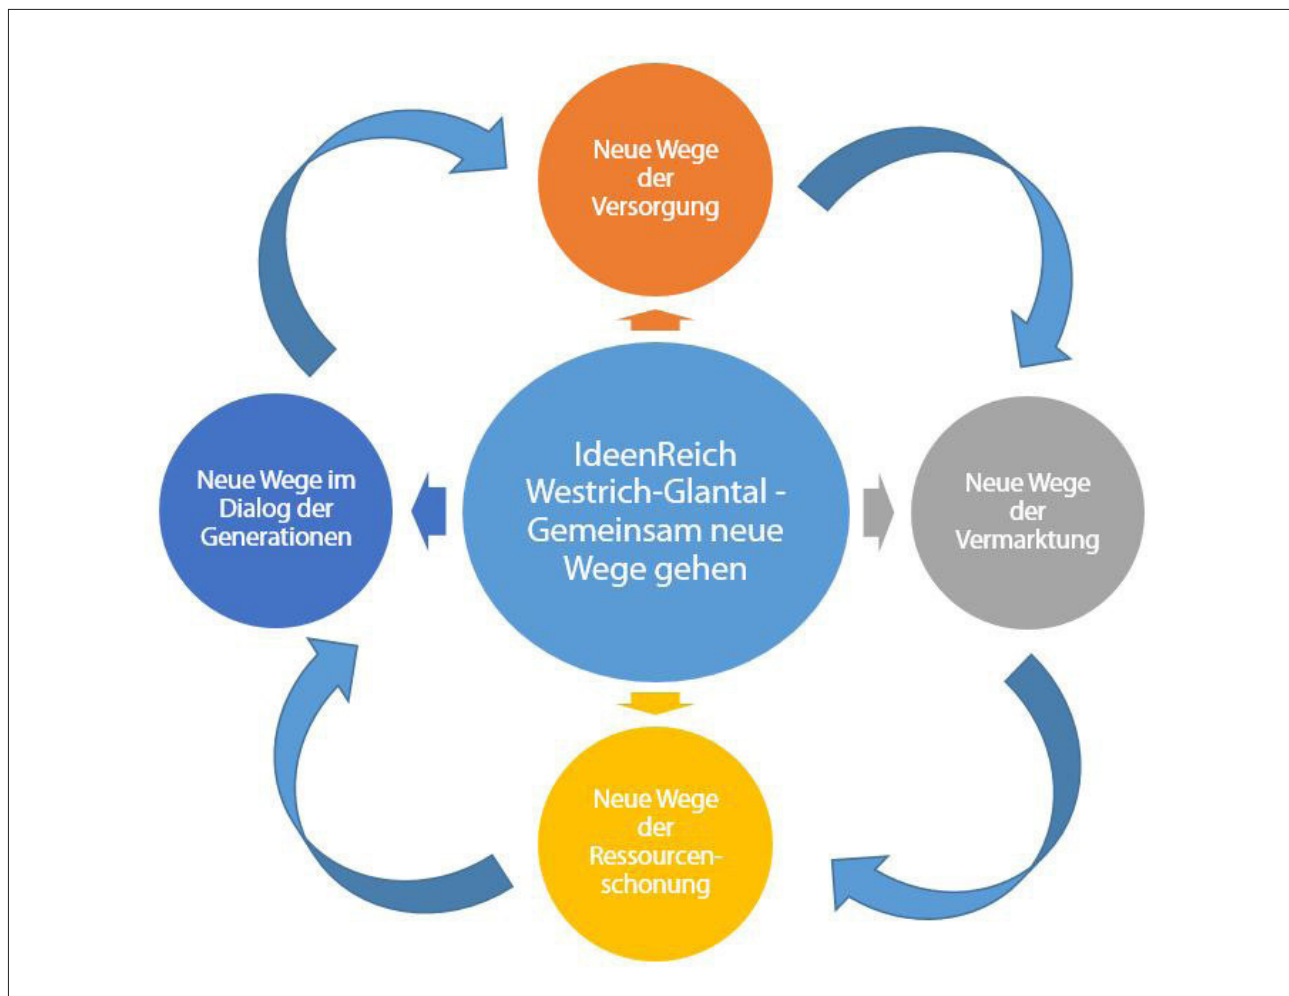 Neue Wege
der
Versorgung
IdeenReich
Westrich-Glantal -
Gemeinsam neue
Wege gehen
Neue Wege im
Dialog der
Generationen
Neue Wege
der
Vermarktung
Neue Wege
der
Ressourcen-
schonung